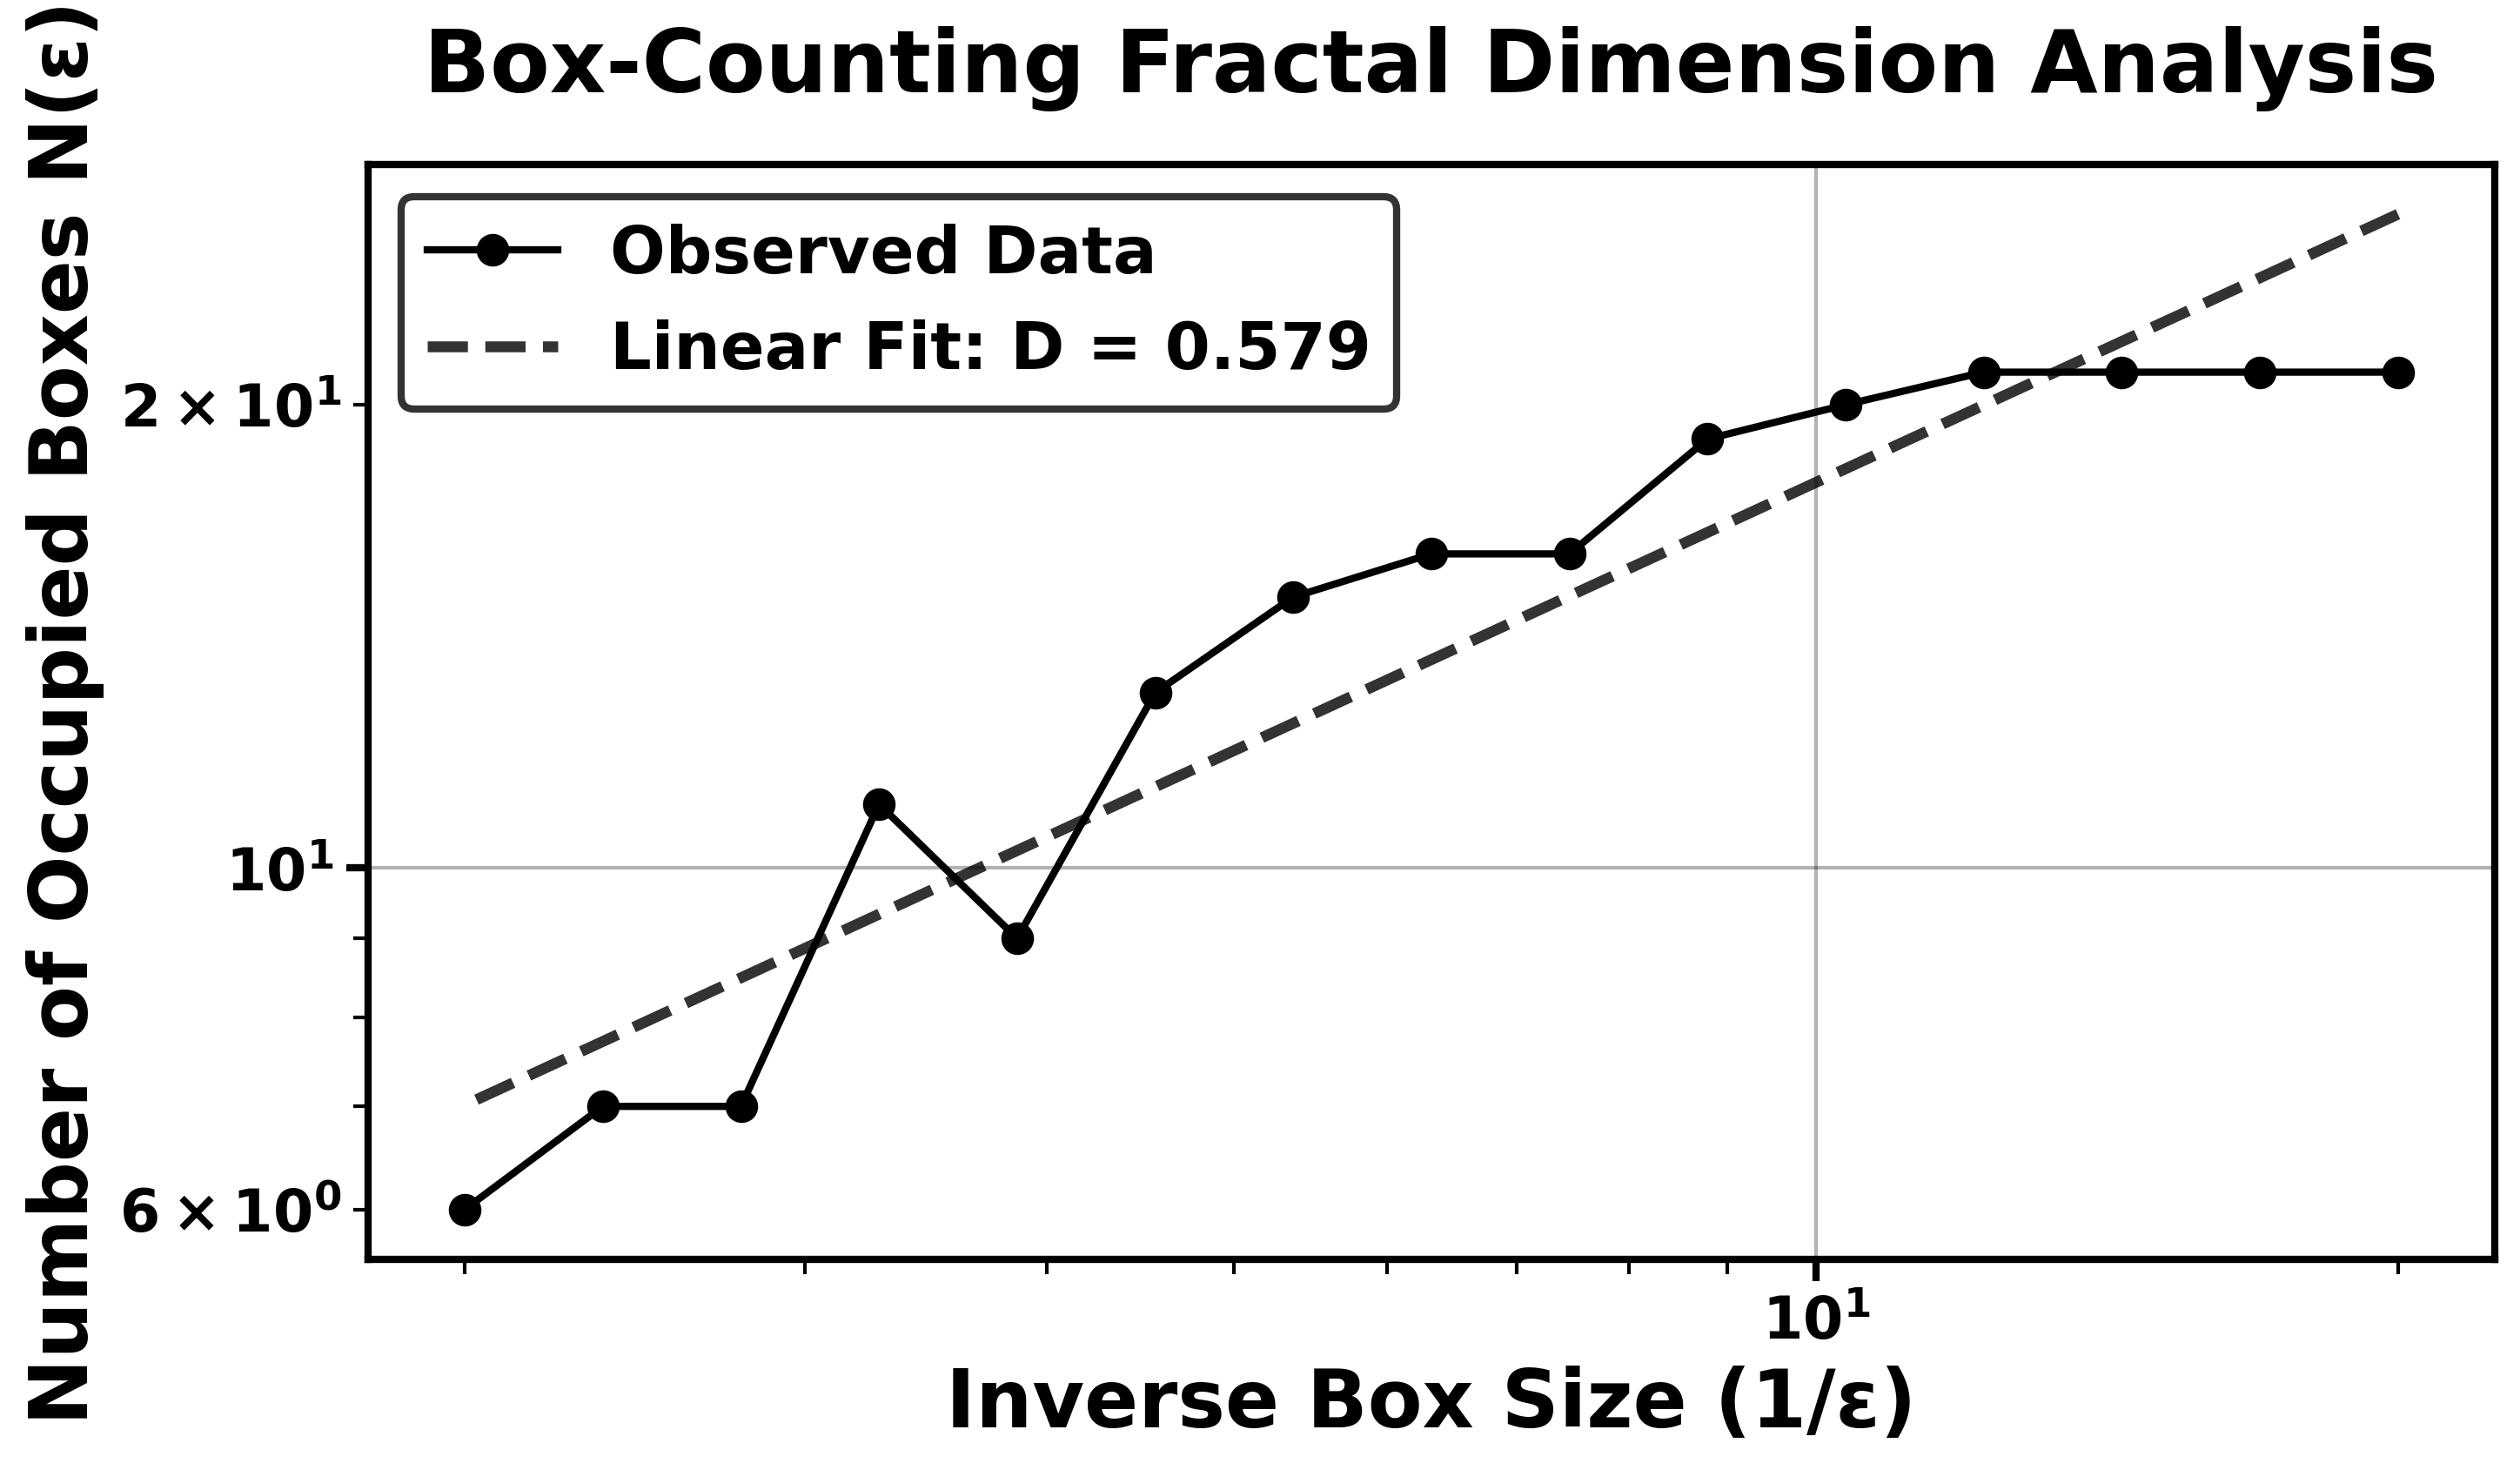 Box-Counting Fractal Dimension Analysis
Number of Occupied Boxes N(ε)
Observed Data
Linear Fit: D = 0.579
2 × 10¹
10¹
6 × 10⁰
10¹
Inverse Box Size (1/ε)